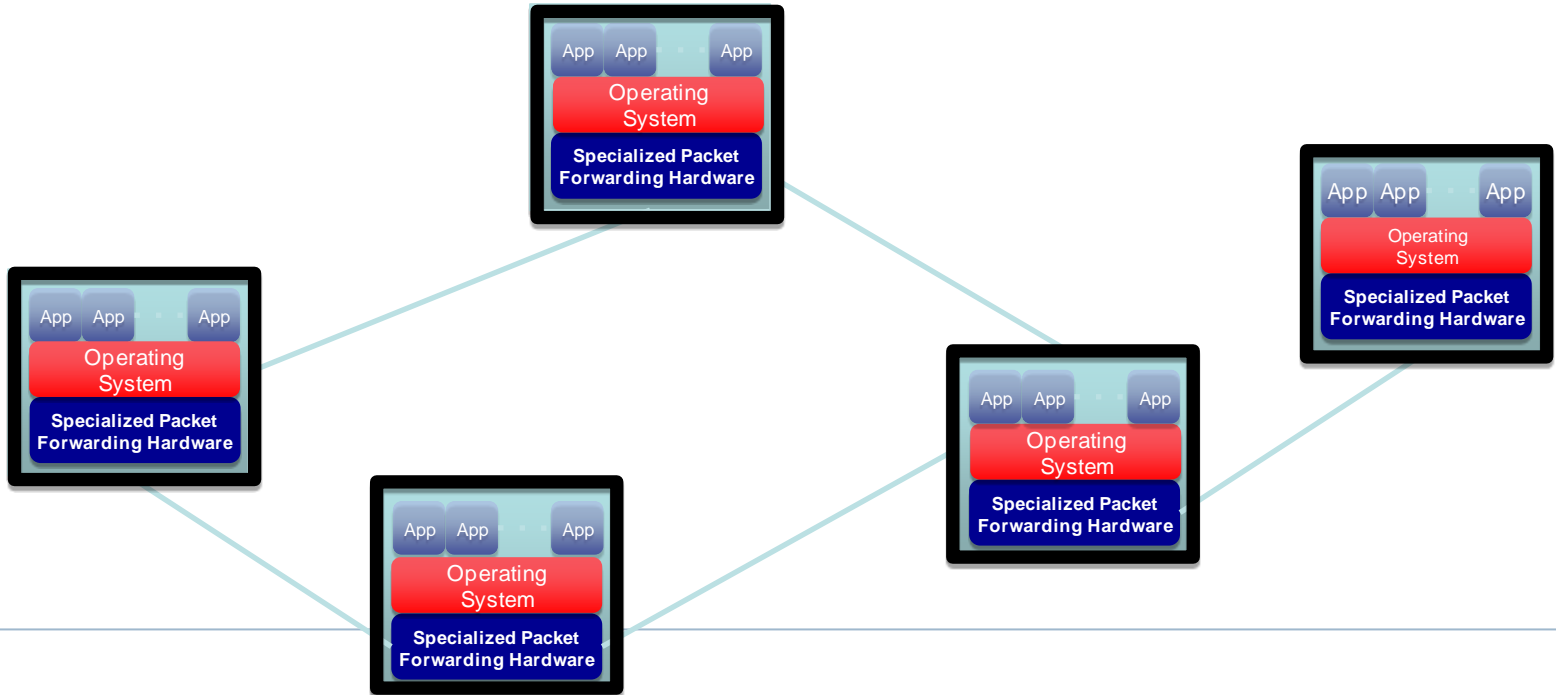 App App App
Operating
System
Specialized Packet
Forwarding Hardware
App App App
Operating
System
Specialized Packet
Forwarding Hardware
App App App
Operating
System
Specialized Packet
Forwarding Hardware
App App App
Operating
System
Specialized Packet
Forwarding Hardware
App App App
Operating
System
Specialized Packet
Forwarding Hardware